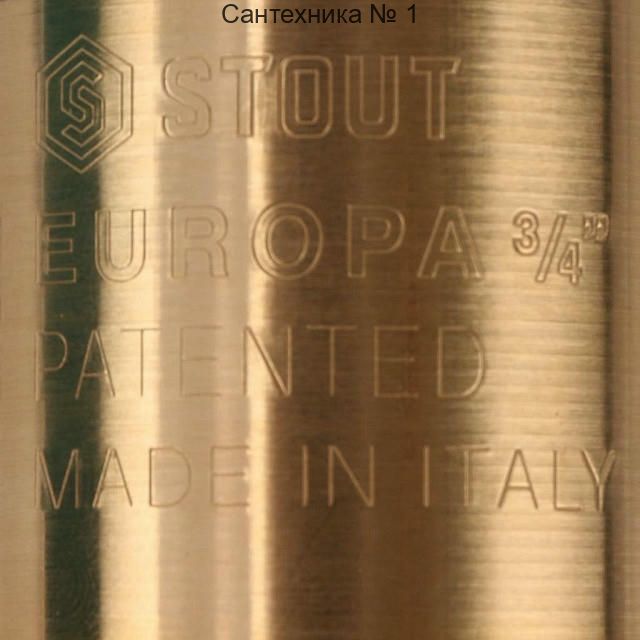 Сантехника № 1
S STOUT
EUROPA 3/4"
PATENTED
MADE IN ITALY